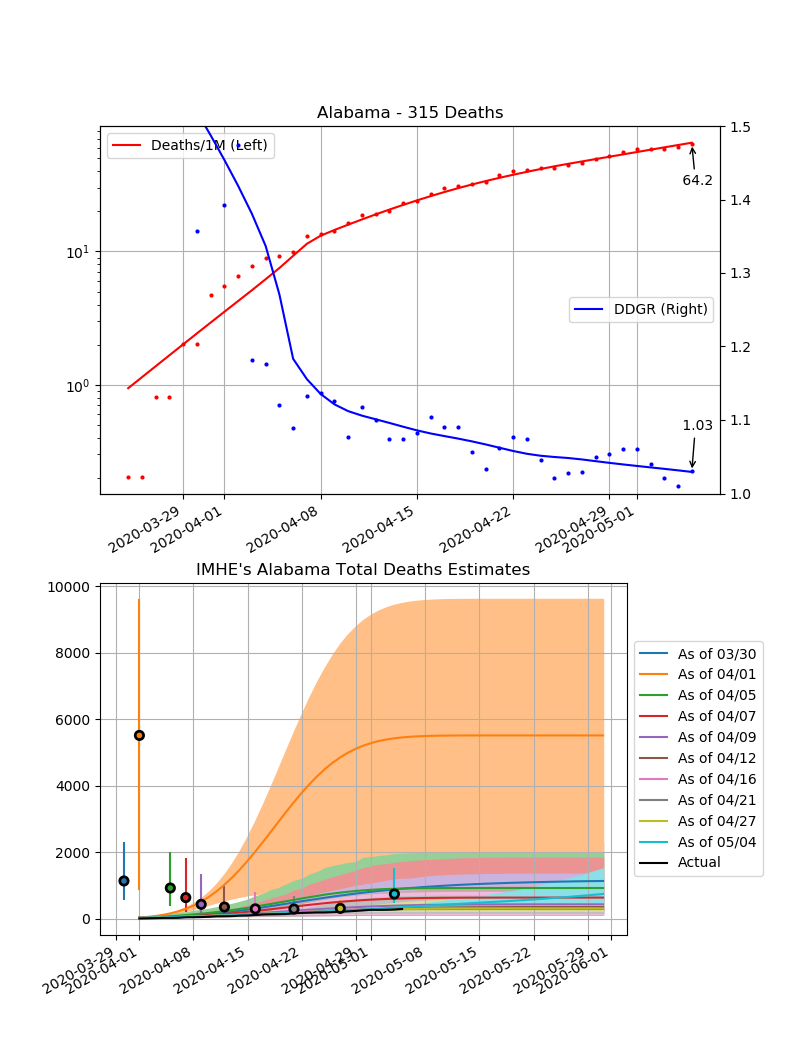 Alabama - 315 Deaths
Deaths/1M (Left)
DDGR (Right)
64.2
1.03
10^1
10^0
1.5
1.4
1.3
1.2
1.1
1.0
2020-03-29
2020-04-01
2020-04-08
2020-04-15
2020-04-22
2020-04-29
2020-05-01
IMHE's Alabama Total Deaths Estimates
10000
8000
6000
4000
2000
0
2020-03-29
2020-04-01
2020-04-08
2020-04-15
2020-04-22
2020-04-29
2020-05-01
2020-05-08
2020-05-15
2020-05-22
2020-05-29
2020-06-01
As of 03/30
As of 04/01
As of 04/05
As of 04/07
As of 04/09
As of 04/12
As of 04/16
As of 04/21
As of 04/27
As of 05/04
Actual